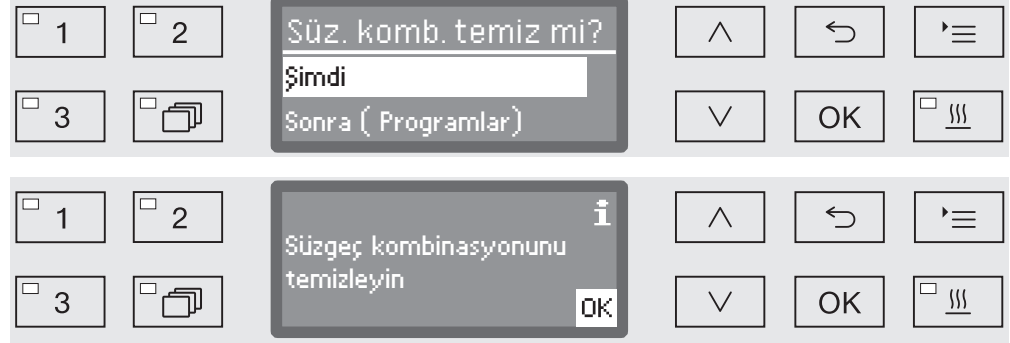 1
2
Süz. komb. temiz mi?
Şimdi
3
Sonra ( Programlar)
OK
1
2
i
Süzgeç kombinasyonunu
temizleyin
3
OK
OK